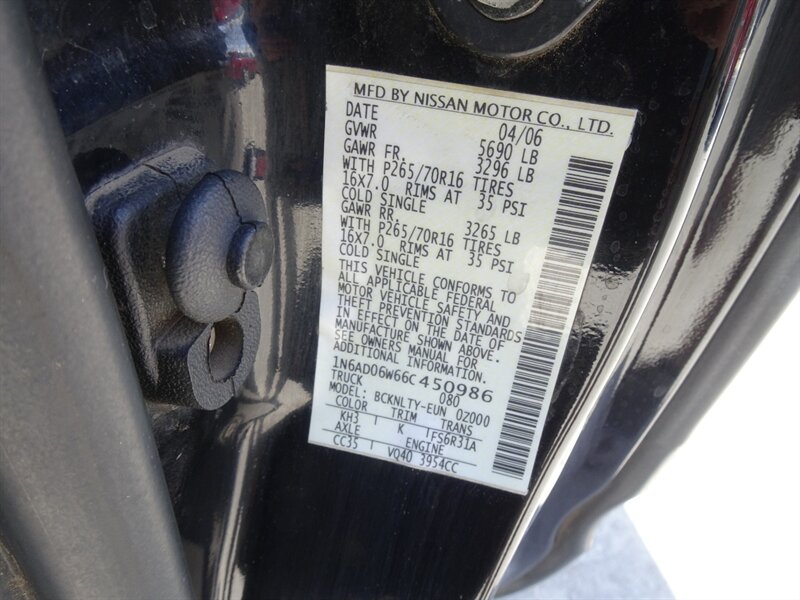 MFD BY NISSAN MOTOR CO., LTD.
DATE 04/06
GVWR 5690 LB
GAWR FR. 3296 LB
WITH P265/70R16 TIRES
16X7.0 RIMS AT 35 PSI
COLD SINGLE
GAWR RR. 3265 LB
WITH P265/70R16 TIRES
16X7.0 RIMS AT 35 PSI
COLD SINGLE
THIS VEHICLE CONFORMS TO
ALL APPLICABLE FEDERAL
MOTOR VEHICLE SAFETY AND
THEFT PREVENTION STANDARDS
IN EFFECT ON THE DATE OF
MANUFACTURE SHOWN ABOVE.
SEE OWNERS MANUAL FOR
ADDITIONAL INFORMATION.
1N6AD06W66C450986
TRUCK 080
MODEL: BCKNLTY-EUN 0Z000
COLOR TRIM TRANS
KH3 K FS6R31A
AXLE ENGINE
CC35 VQ40 3954CC